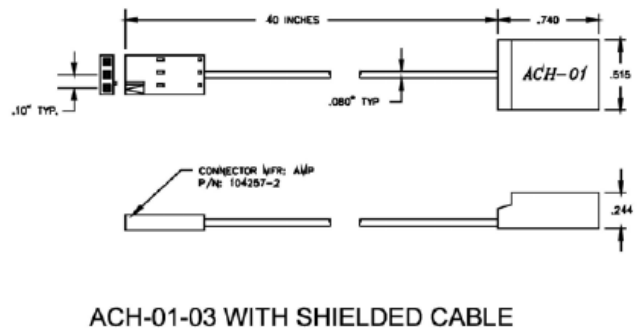 40 INCHES
.740
ACH-01
.515
.10" TYP.
.080" TYP
CONNECTOR MFR: AMP
P/N: 104257-2
.244
ACH-01-03 WITH SHIELDED CABLE